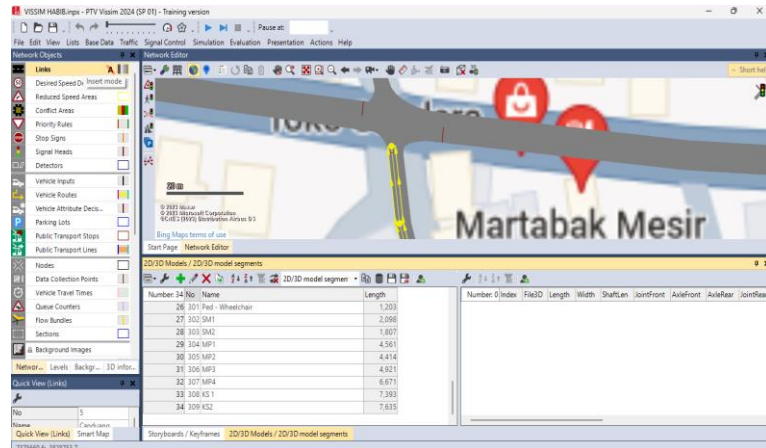 VISSIM HABIB.inpx - PTV Vissim 2024 (SP 01) - Training version
Pause at:
File Edit View Lists Base Data Traffic Signal Control Simulation Evaluation Presentation Actions Help
Network Objects
Network Editor
Links
Insert mode
Short hel
Desired Speed De
Reduced Speed Areas
Conflict Areas
Priority Rules
Stop Signs
Signal Heads
Detectors
Vehicle Inputs
Vehicle Routes
Vehicle Attribute Decis...
Parking Lots
Public Transport Stops
Public Transport Lines
Nodes
Data Collection Points
Vehicle Travel Times
Queue Counters
Flow Bundles
Sections
Background Images
Networ... Levels Backgr... 3D infor...
Quick View (Links)
No 5
Name Canduang
Quick View (Links) Smart Map
20 m
Bing Maps terms of use
Martabak Mesir
Start Page Network Editor
2D/3D Models / 2D/3D model segments
2D/3D model segmen
Number: 34 No Name Length
26 301 Ped - Wheelchair 1,203
27 302 SM1 2,098
28 303 SM2 1,807
29 304 MP1 4,561
30 305 MP2 4,414
31 306 MP3 4,921
32 307 MP4 6,671
33 308 KS 1 7,393
34 309 KS2 7,635
Number: 0 Index File3D Length Width ShaftLen JointFront AxleFront AxleRear JointRear
Storyboards / Keyframes 2D/3D Models / 2D/3D model segments